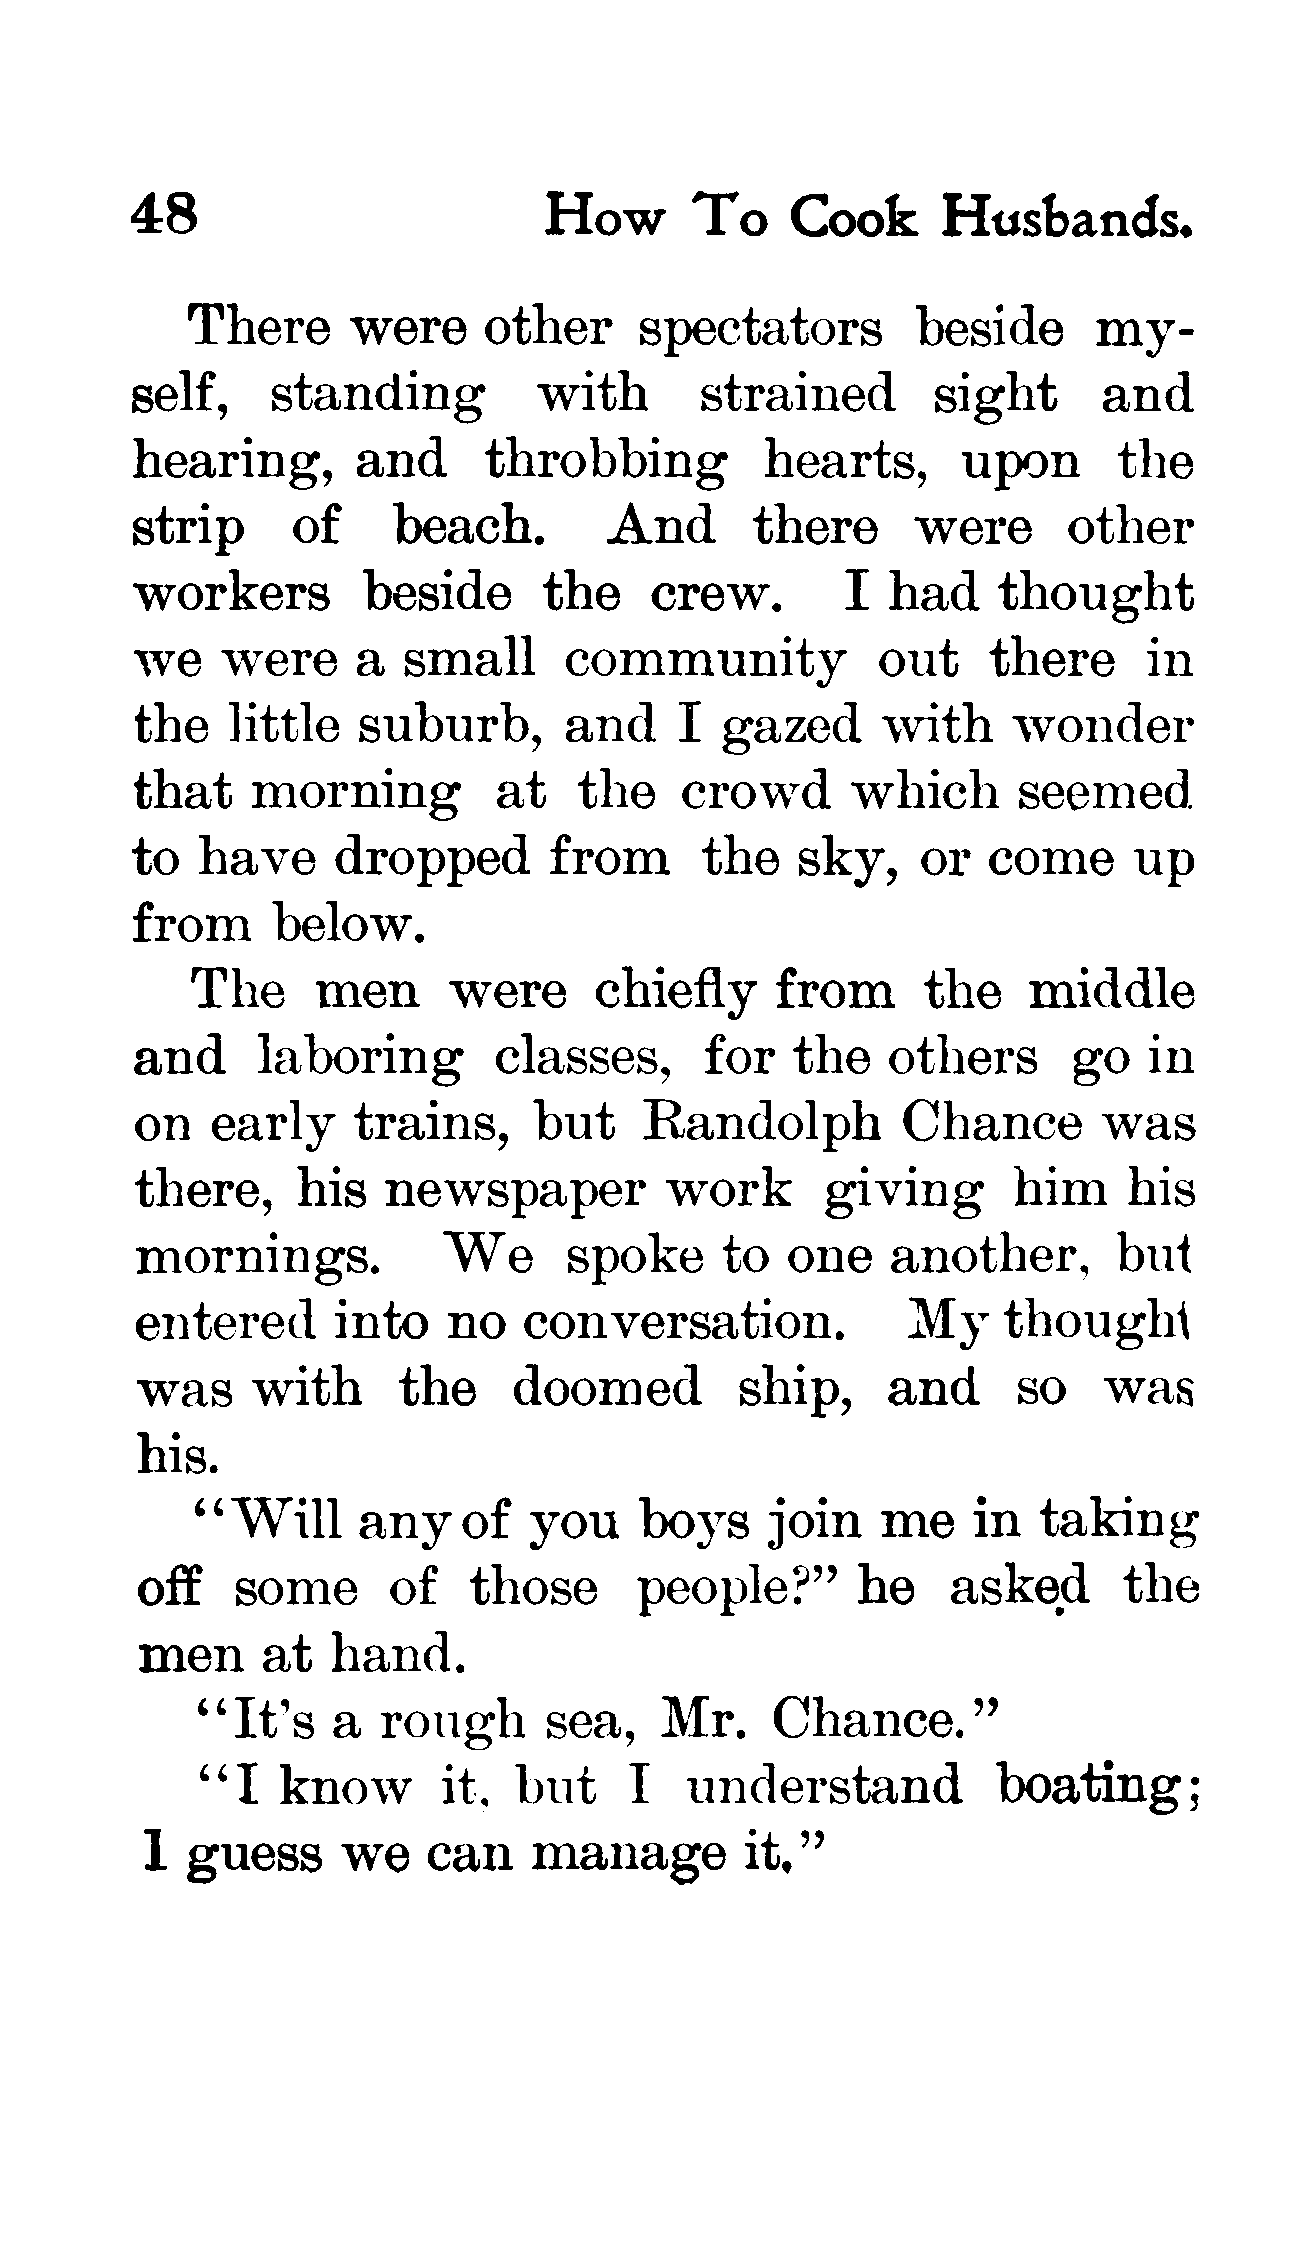 48 How To Cook Husbands.
There were other spectators beside my-
self, standing with strained sight and
hearing, and throbbing hearts, upon the
strip of beach. And there were other
workers beside the crew. I had thought
we were a small community out there in
the little suburb, and I gazed with wonder
that morning at the crowd which seemed
to have dropped from the sky, or come up
from below.
The men were chiefly from the middle
and laboring classes, for the others go in
on early trains, but Randolph Chance was
there, his newspaper work giving him his
mornings. We spoke to one another, but
entered into no conversation. My thought
was with the doomed ship, and so was
his.
“Will any of you boys join me in taking
off some of those people?” he asked the
men at hand.
“It’s a rough sea, Mr. Chance.”
“I know it, but I understand boating;
I guess we can manage it.”